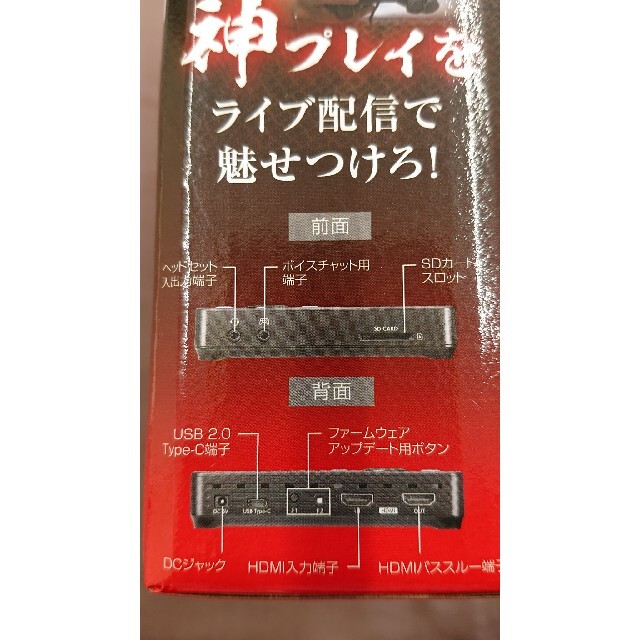 神プレイを
ライブ配信で
魅せつけろ!
前面
ヘッドセット
入出力端子
ボイスチャット用
端子
SDカード
スロット
SD CARD
背面
USB 2.0
Type-C端子
ファームウェア
アップデート用ボタン
DC5V
USB Type-C
F1
F2
IN
HDMI
OUT
DCジャック
HDMI入力端子
HDMIパススルー端子